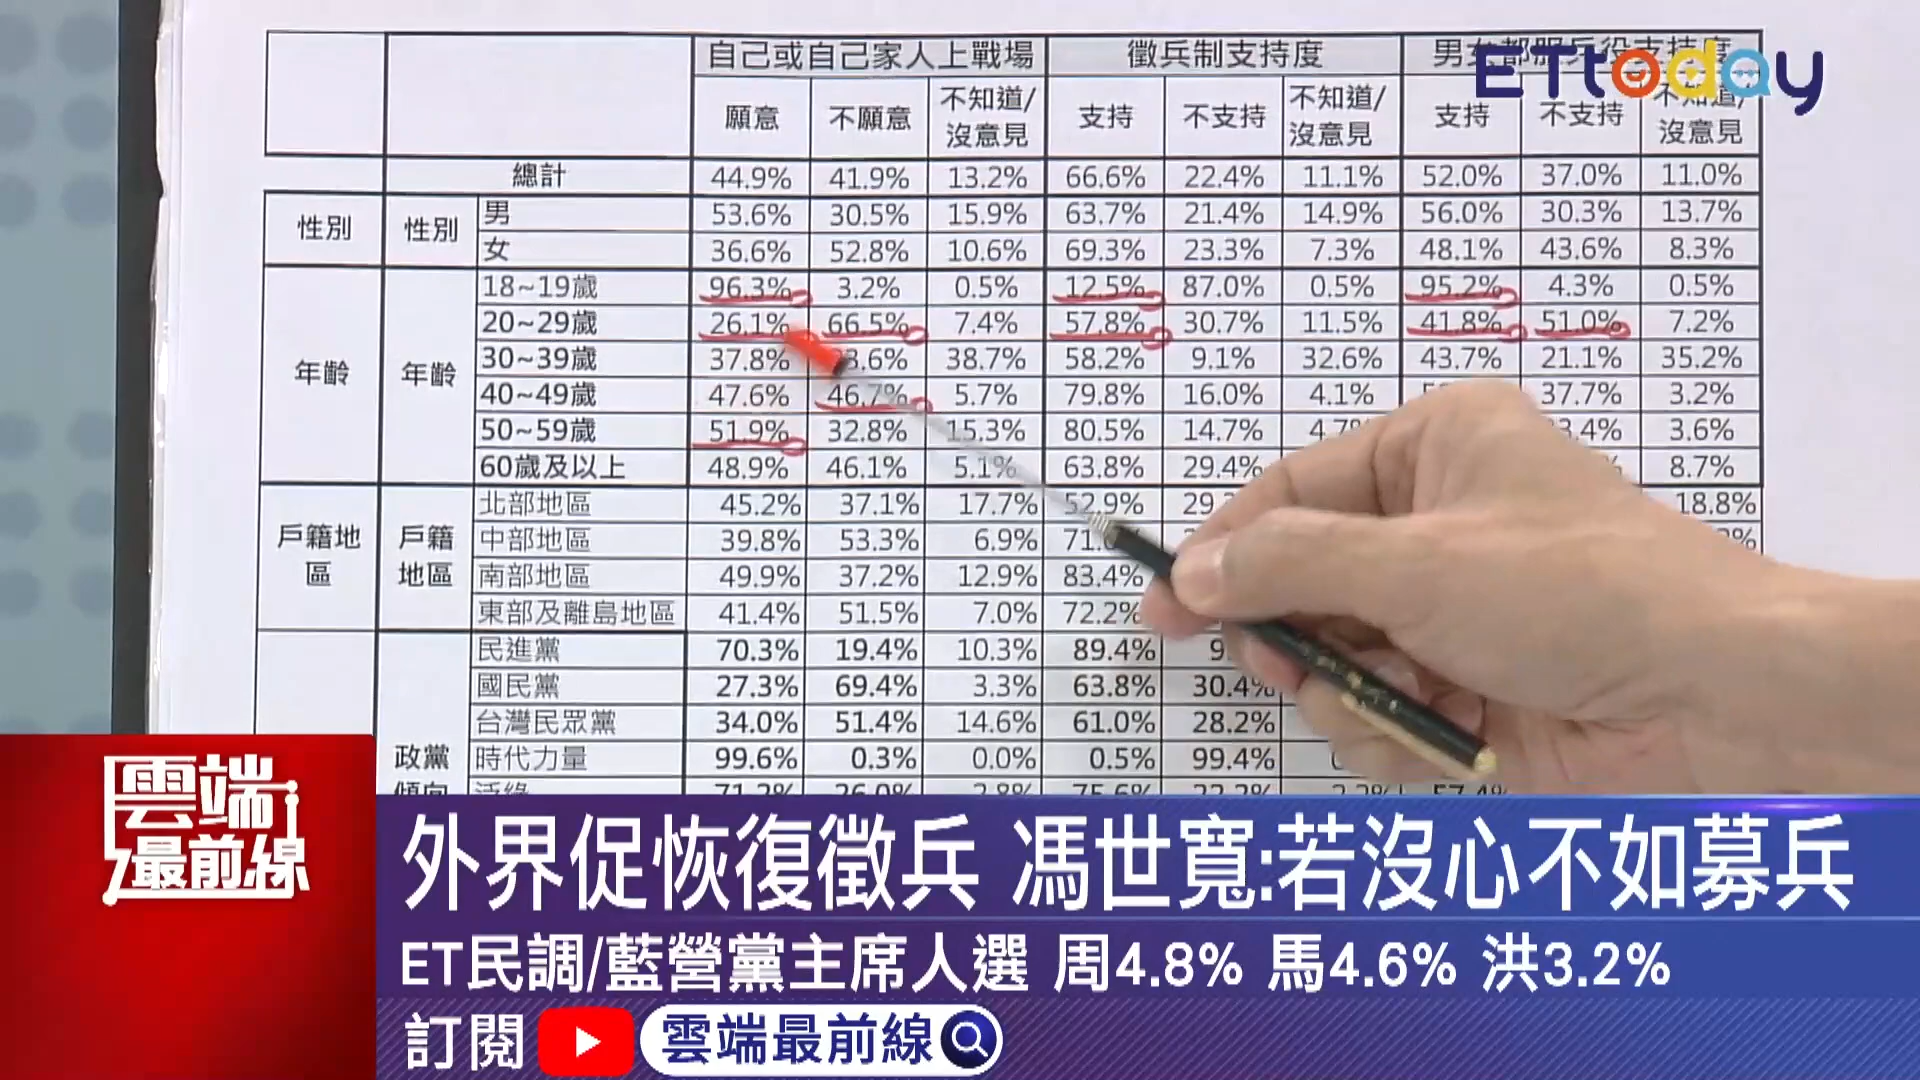 自己或自己家人上戰場 徵兵制支持度 男女都服兵役支持度
ETtoday
願意 不願意 不知道/沒意見 支持 不支持 不知道/沒意見 支持 不支持 不知道/沒意見
總計 44.9% 41.9% 13.2% 66.6% 22.4% 11.1% 52.0% 37.0% 11.0%
性別 性別 男 53.6% 30.5% 15.9% 63.7% 21.4% 14.9% 56.0% 30.3% 13.7%
女 36.6% 52.8% 10.6% 69.3% 23.3% 7.3% 48.1% 43.6% 8.3%
年齡 年齡 18~19歲 96.3% 3.2% 0.5% 12.5% 87.0% 0.5% 95.2% 4.3% 0.5%
20~29歲 26.1% 66.5% 7.4% 57.8% 30.7% 11.5% 41.8% 51.0% 7.2%
30~39歲 37.8% 3.6% 38.7% 58.2% 9.1% 32.6% 43.7% 21.1% 35.2%
40~49歲 47.6% 46.7% 5.7% 79.8% 16.0% 4.1% 37.7% 3.2%
50~59歲 51.9% 32.8% 15.3% 80.5% 14.7% 3.6%
60歲及以上 48.9% 46.1% 5.1% 63.8% 29.4% 8.7%
戶籍地區 戶籍地區 北部地區 45.2% 37.1% 17.7% 52.9% 18.8%
中部地區 39.8% 53.3% 6.9%
南部地區 49.9% 37.2% 12.9% 83.4%
東部及離島地區 41.4% 51.5% 7.0% 72.2%
政黨傾向 民進黨 70.3% 19.4% 10.3% 89.4%
國民黨 27.3% 69.4% 3.3% 63.8% 30.4%
台灣民眾黨 34.0% 51.4% 14.6% 61.0% 28.2%
時代力量 99.6% 0.3% 0.0% 0.5% 99.4%
泛綠
雲端最前線
外界促恢復徵兵 馮世寬:若沒心不如募兵
ET民調/藍營黨主席人選 周4.8% 馬4.6% 洪3.2%
訂閱 雲端最前線